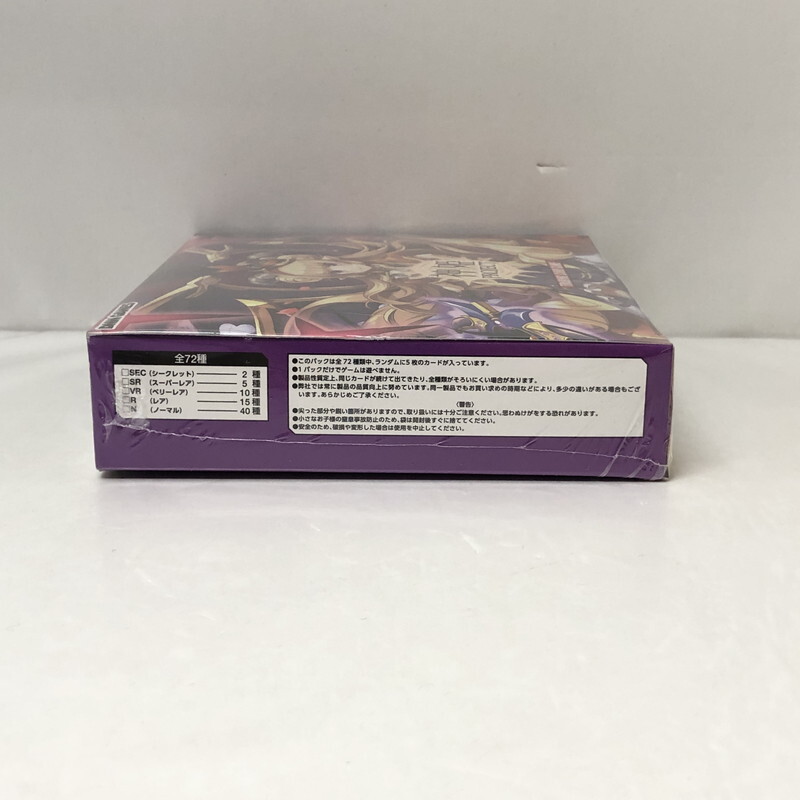 全72種
SEC (シークレット) 2 種
SR (スーパーレア) 5 種
VR (ベリーレア) 10 種
R (レア) 15 種
N (ノーマル) 40 種
●このパックは全72種類中、ランダムに5枚のカードが入っています。
●1パックだけでゲームは遊べません。
●製品性質定上、同じカードが続けて出てきたり、全種類がそろいにくい場合があります。
●弊社では常に製品の品質向上に努めています。同一製品でもお買い求めの時期などにより、多少の違いがある場合もござ
います。あらかじめご了承ください。
(警告)
●尖った部分や鋭い箇所がありますので、取り扱いには十分ご注意ください。思わぬけがをする恐れがあります。
●小さなお子様の窒息事故防止のため、袋は開封後すぐに捨ててください。
●安全のため、破損や変形した場合は使用を中止してください。